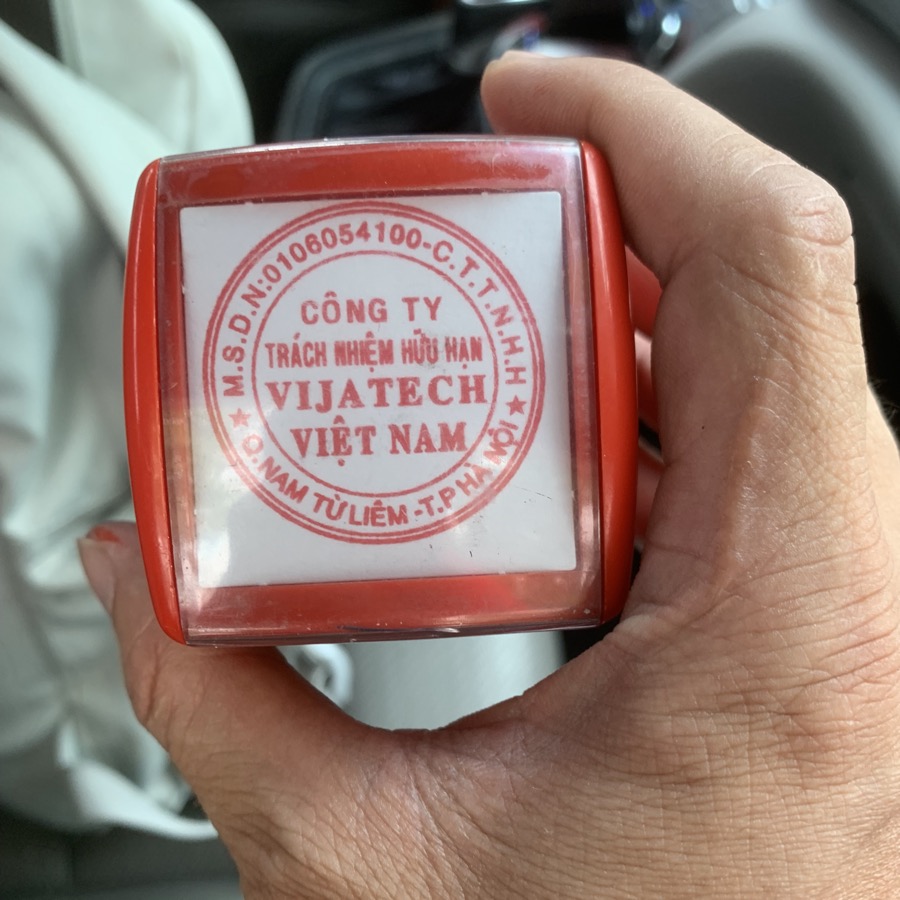 M.S.D.N:0106054100-C.T.T.N.H.H
CÔNG TY
TRÁCH NHIỆM HỮU HẠN
VIJATECH
VIỆT NAM
★ Q.NAM TỪ LIÊM -T.P HÀ NỘI ★